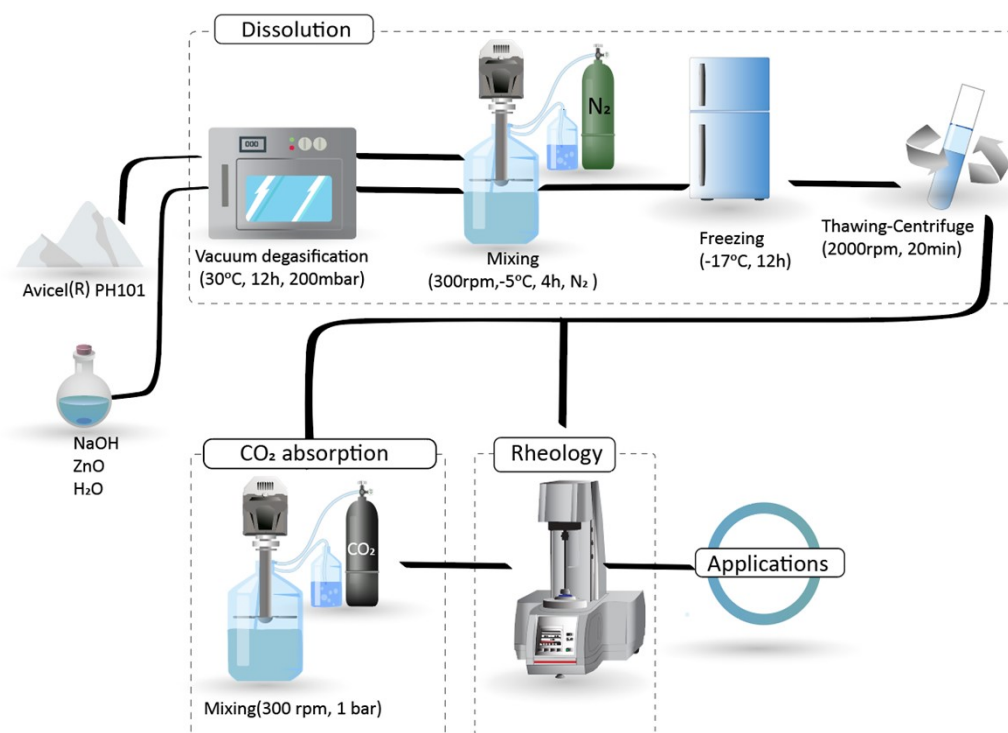 Dissolution
000
N₂
Vacuum degasification
(30ºC, 12h, 200mbar)
Mixing
(300rpm,-5ºC, 4h, N₂ )
Freezing
(-17ºC, 12h)
Thawing-Centrifuge
(2000rpm, 20min)
Avicel(R) PH101
NaOH
ZnO
H₂O
CO₂ absorption
CO₂
Mixing(300 rpm, 1 bar)
Rheology
Applications